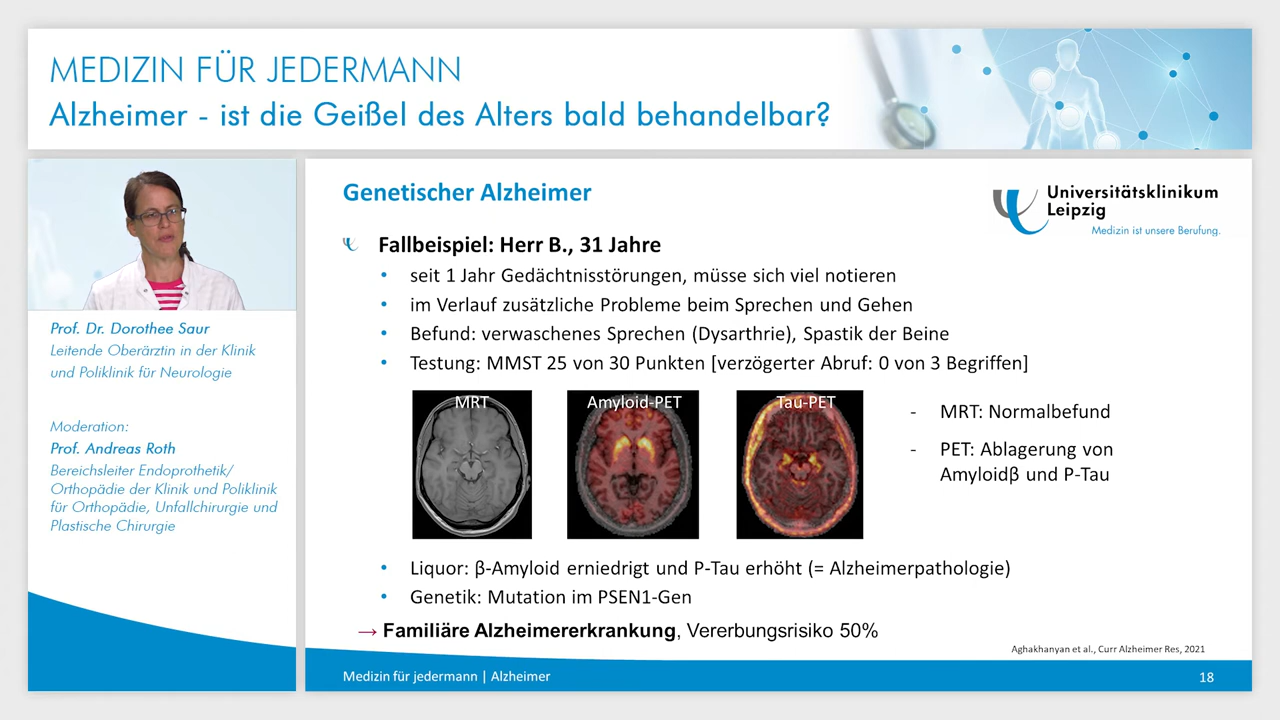 MEDIZIN FÜR JEDERMANN
Alzheimer - ist die Geißel des Alters bald behandelbar?
Prof. Dr. Dorothee Saur
Leitende Oberärztin in der Klinik
und Poliklinik für Neurologie
Moderation:
Prof. Andreas Roth
Bereichsleiter Endoprothetik/
Orthopädie der Klinik und Poliklinik
für Orthopädie, Unfallchirurgie und
Plastische Chirurgie
Genetischer Alzheimer
Universitätsklinikum
Leipzig
Medizin ist unsere Berufung.
Fallbeispiel: Herr B., 31 Jahre
• seit 1 Jahr Gedächtnisstörungen, müsse sich viel notieren
• im Verlauf zusätzliche Probleme beim Sprechen und Gehen
• Befund: verwaschenes Sprechen (Dysarthrie), Spastik der Beine
• Testung: MMST 25 von 30 Punkten [verzögerter Abruf: 0 von 3 Begriffen]
MRT
Amyloid-PET
Tau-PET
- MRT: Normalbefund
- PET: Ablagerung von
Amyloidβ und P-Tau
• Liquor: β-Amyloid erniedrigt und P-Tau erhöht (= Alzheimerpathologie)
• Genetik: Mutation im PSEN1-Gen
→ Familiäre Alzheimererkrankung, Vererbungsrisiko 50%
Aghakhanyan et al., Curr Alzheimer Res, 2021
Medizin für jedermann | Alzheimer
18